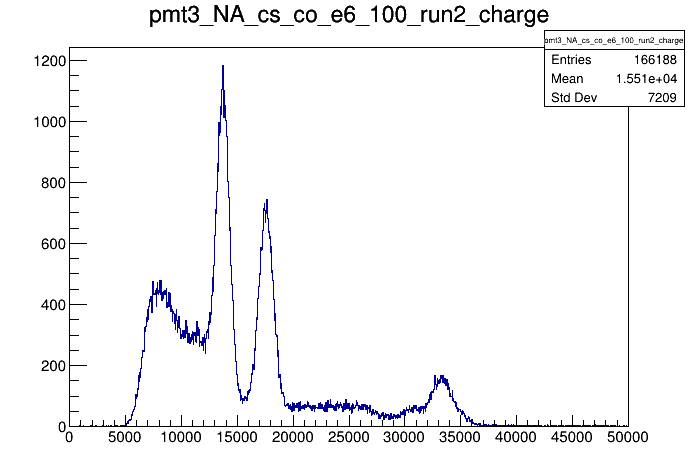 pmt3_NA_cs_co_e6_100_run2_charge
pmt3_NA_cs_co_e6_100_run2_charge
Entries 166188
Mean 1.551e+04
Std Dev 7209
1200
1000
800
600
400
200
0
0 5000 10000 15000 20000 25000 30000 35000 40000 45000 50000